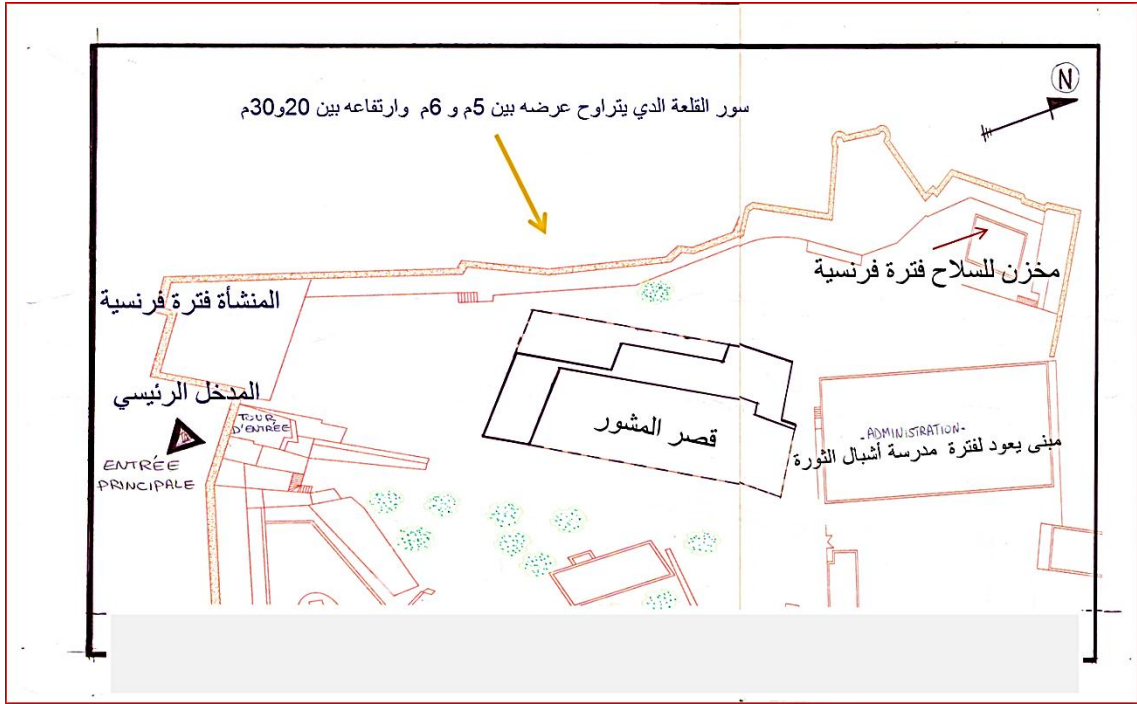 N
سور القلعة الدي يتراوح عرضه بين 5م و 6م وارتفاعه بين 20و30م
مخزن للسلاح فترة فرنسية
المنشأة فترة فرنسية
المدخل الرئيسي
TOUR
D'ENTRÉE
ENTRÉE
PRINCIPALE
قصر المشور
-ADMINISTRATION-
مبنى يعود لفترة مدرسة أشبال الثورة